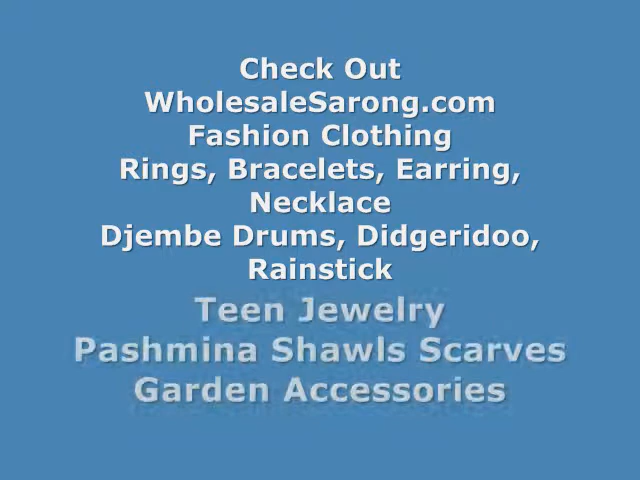 Check Out
WholesaleSarong.com
Fashion Clothing
Rings, Bracelets, Earring,
Necklace
Djembe Drums, Didgeridoo,
Rainstick
Teen Jewelry
Pashmina Shawls Scarves
Garden Accessories